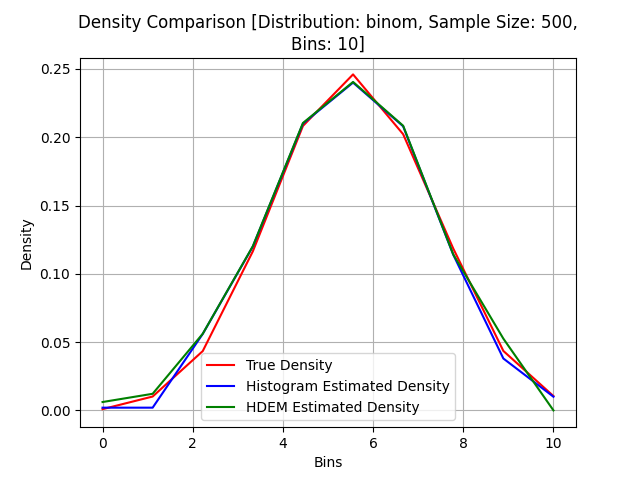 Density Comparison [Distribution: binom, Sample Size: 500,
Bins: 10]
0.25
0.20
0.15
0.10
0.05
0.00
Density
True Density
Histogram Estimated Density
HDEM Estimated Density
0 2 4 6 8 10
Bins